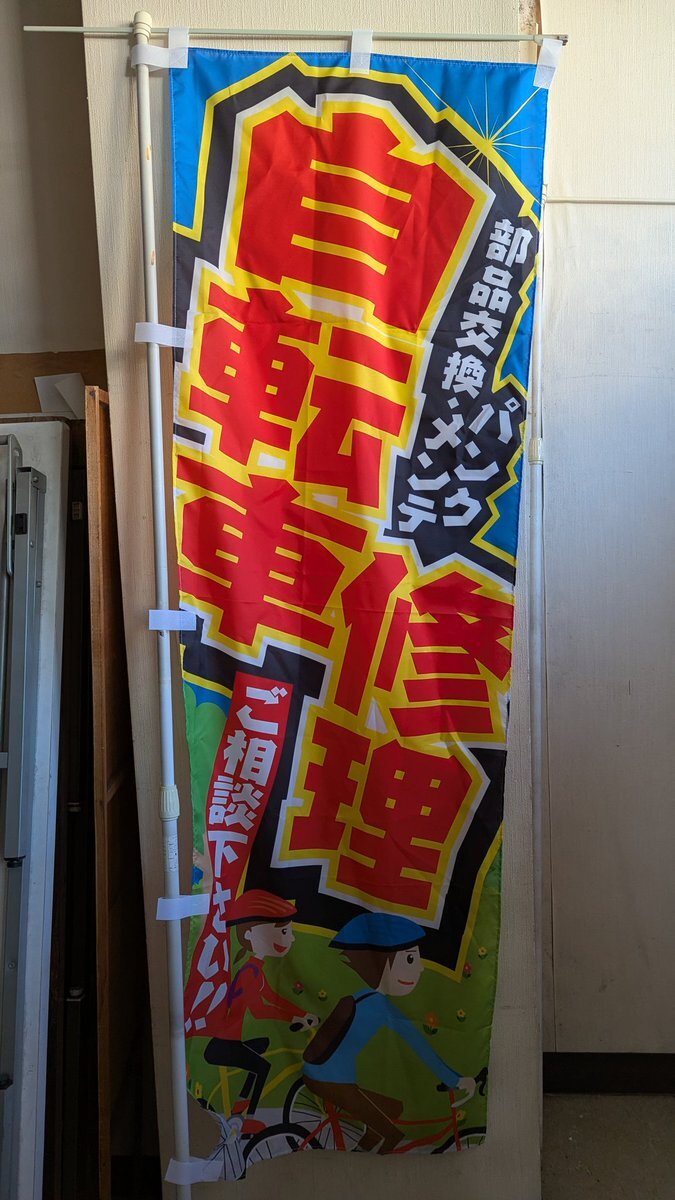 自転車修理
パンク
部品交換・メンテ
ご相談下さい!!